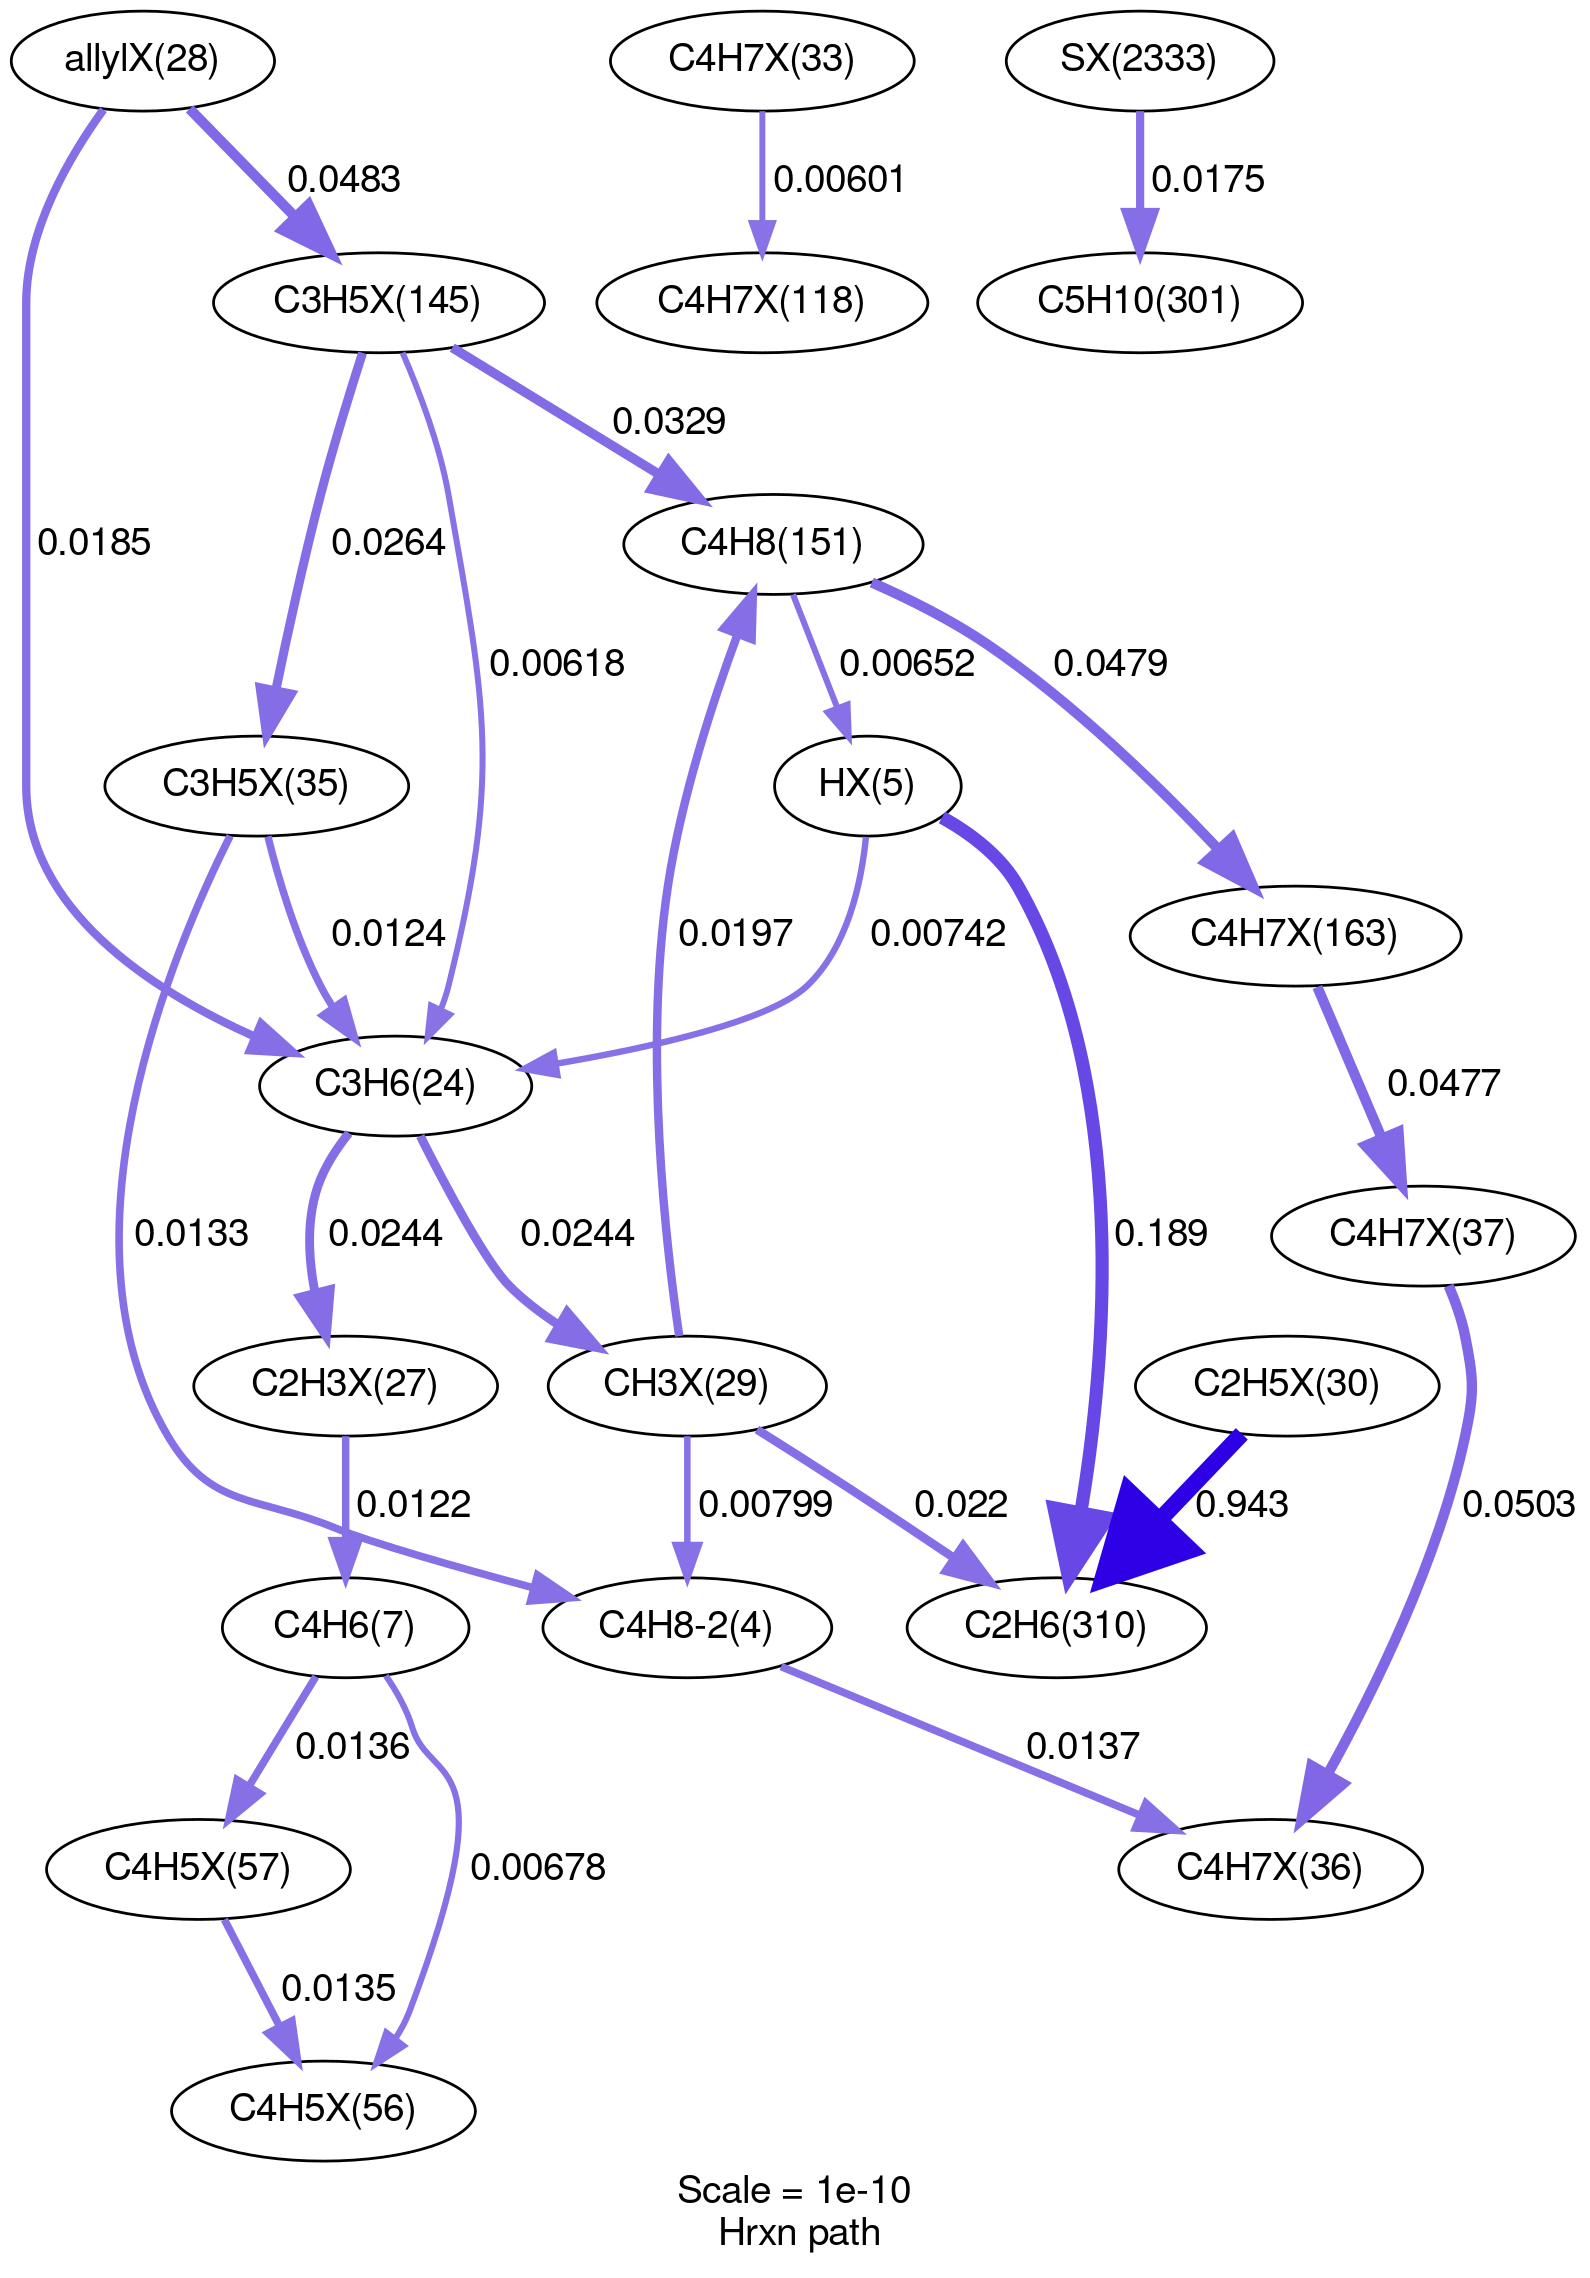 allylX(28)
C4H7X(33)
SX(2333)
0.0483
0.00601
0.0175
C3H5X(145)
C4H7X(118)
C5H10(301)
0.0329
0.0185
0.0264
C4H8(151)
0.00618
0.00652
0.0479
C3H5X(35)
HX(5)
0.0124
0.0197
0.00742
C4H7X(163)
C3H6(24)
0.0477
0.0133
0.0244
0.0244
0.189
C4H7X(37)
C2H3X(27)
CH3X(29)
C2H5X(30)
0.0122
0.00799
0.022
0.943
0.0503
C4H6(7)
C4H8-2(4)
C2H6(310)
0.0136
0.0137
C4H5X(57)
0.00678
C4H7X(36)
0.0135
C4H5X(56)
Scale = 1e-10
Hrxn path